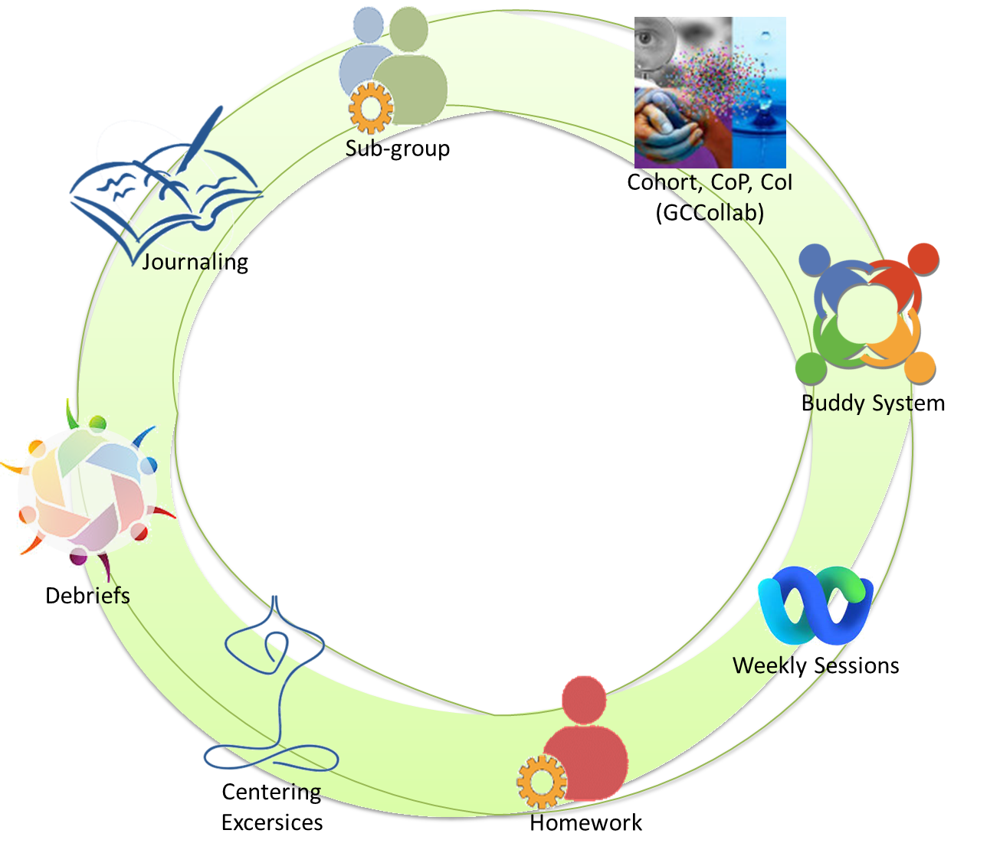 Sub-group
Cohort, CoP, CoI
(GCCollab)
Journaling
Buddy System
Debriefs
Weekly Sessions
Centering
Excersices
Homework